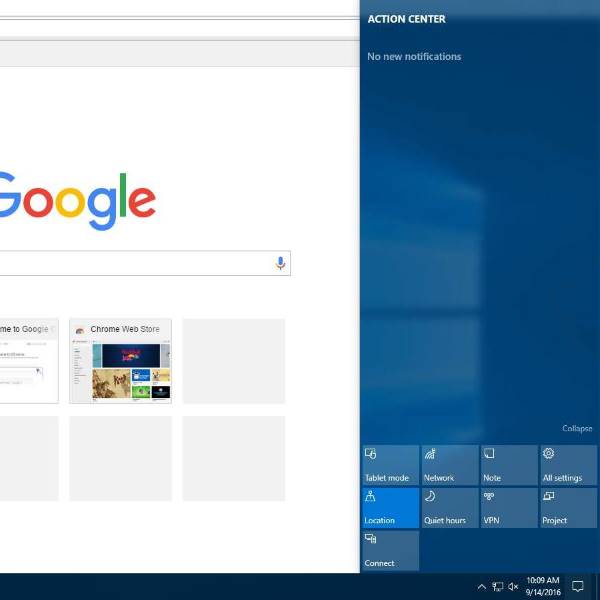 ACTION CENTER
No new notifications
Google
me to Google C
Chrome Web Store
Collapse
Tablet mode
Network
Note
All settings
Location
Quiet hours
VPN
Project
Connect
10:09 AM
9/14/2016